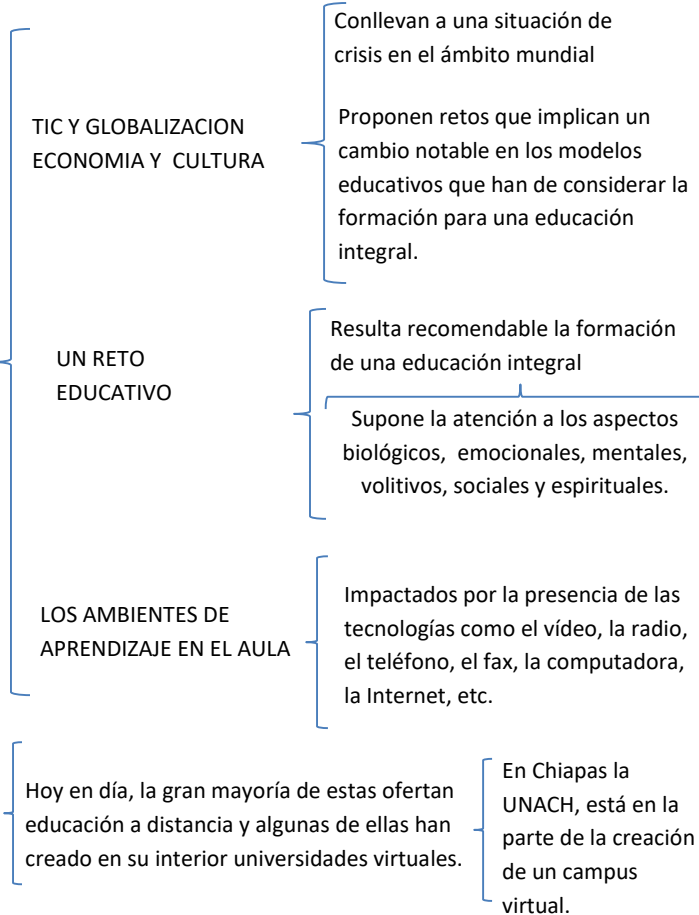 Conllevan a una situación de
crisis en el ámbito mundial
TIC Y GLOBALIZACION
ECONOMIA Y CULTURA
Proponen retos que implican un
cambio notable en los modelos
educativos que han de considerar la
formación para una educación
integral.
UN RETO
EDUCATIVO
Resulta recomendable la formación
de una educación integral
Supone la atención a los aspectos
biológicos, emocionales, mentales,
volitivos, sociales y espirituales.
LOS AMBIENTES DE
APRENDIZAJE EN EL AULA
Impactados por la presencia de las
tecnologías como el vídeo, la radio,
el teléfono, el fax, la computadora,
la Internet, etc.
Hoy en día, la gran mayoría de estas ofertan
educación a distancia y algunas de ellas han
creado en su interior universidades virtuales.
En Chiapas la
UNACH, está en la
parte de la creación
de un campus
virtual.